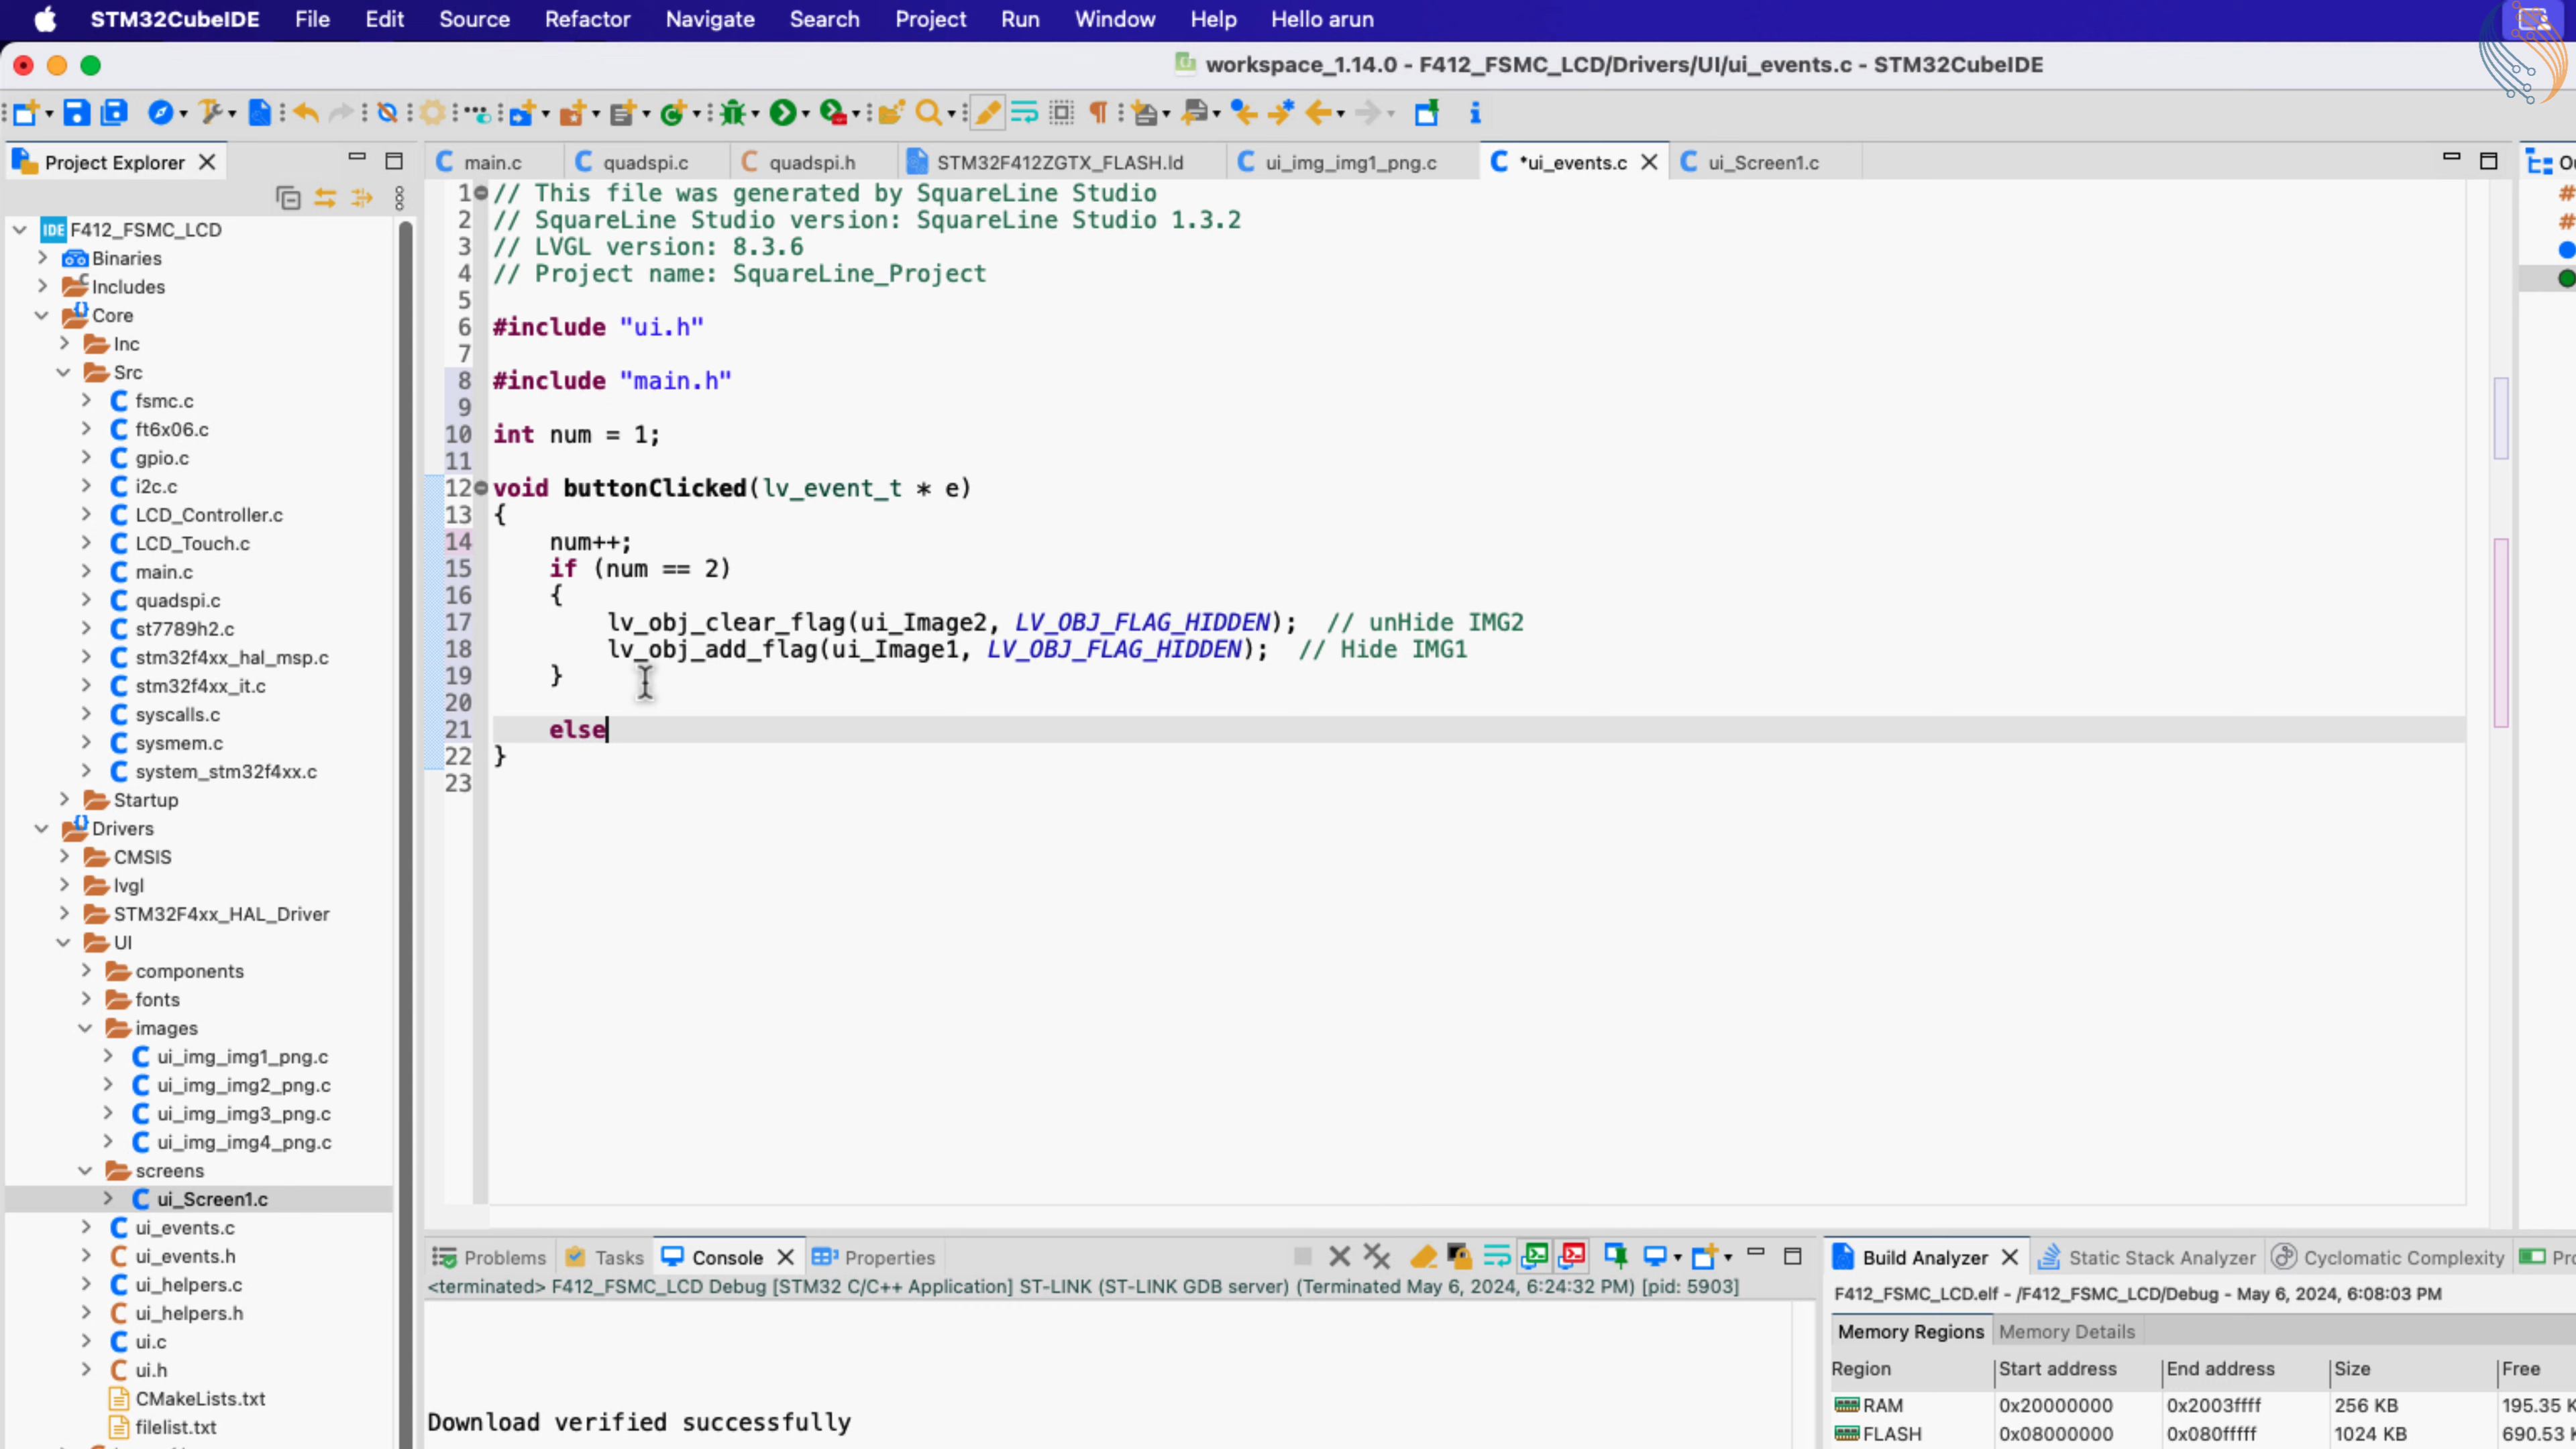 STM32CubeIDE File Edit Source Refactor Navigate Search Project Run Window Help Hello arun
workspace_1.14.0 - F412_FSMC_LCD/Drivers/UI/ui_events.c - STM32CubeIDE
Project Explorer
F412_FSMC_LCD
Binaries
Includes
Core
Inc
Src
fsmc.c
ft6x06.c
gpio.c
i2c.c
LCD_Controller.c
LCD_Touch.c
main.c
quadspi.c
st7789h2.c
stm32f4xx_hal_msp.c
stm32f4xx_it.c
syscalls.c
sysmem.c
system_stm32f4xx.c
Startup
Drivers
CMSIS
lvgl
STM32F4xx_HAL_Driver
UI
components
fonts
images
ui_img_img1_png.c
ui_img_img2_png.c
ui_img_img3_png.c
ui_img_img4_png.c
screens
ui_Screen1.c
ui_events.c
ui_events.h
ui_helpers.c
ui_helpers.h
ui.c
ui.h
CMakeLists.txt
filelist.txt
main.c quadspi.c quadspi.h STM32F412ZGTX_FLASH.ld ui_img_img1_png.c *ui_events.c ui_Screen1.c
1 // This file was generated by SquareLine Studio
2 // SquareLine Studio version: SquareLine Studio 1.3.2
3 // LVGL version: 8.3.6
4 // Project name: SquareLine_Project
5
6 #include "ui.h"
7
8 #include "main.h"
9
10 int num = 1;
11
12 void buttonClicked(lv_event_t * e)
13 {
14 num++;
15 if (num == 2)
16 {
17 lv_obj_clear_flag(ui_Image2, LV_OBJ_FLAG_HIDDEN); // unHide IMG2
18 lv_obj_add_flag(ui_Image1, LV_OBJ_FLAG_HIDDEN); // Hide IMG1
19 }
20
21 else
22 }
23
Problems Tasks Console Properties
<terminated> F412_FSMC_LCD Debug [STM32 C/C++ Application] ST-LINK (ST-LINK GDB server) (Terminated May 6, 2024, 6:24:32 PM) [pid: 5903]
Download verified successfully
Build Analyzer Static Stack Analyzer Cyclomatic Complexity
F412_FSMC_LCD.elf - /F412_FSMC_LCD/Debug - May 6, 2024, 6:08:03 PM
Memory Regions Memory Details
Region Start address End address Size Free
RAM 0x20000000 0x2003ffff 256 KB 195.35
FLASH 0x08000000 0x080fffff 1024 KB 690.53